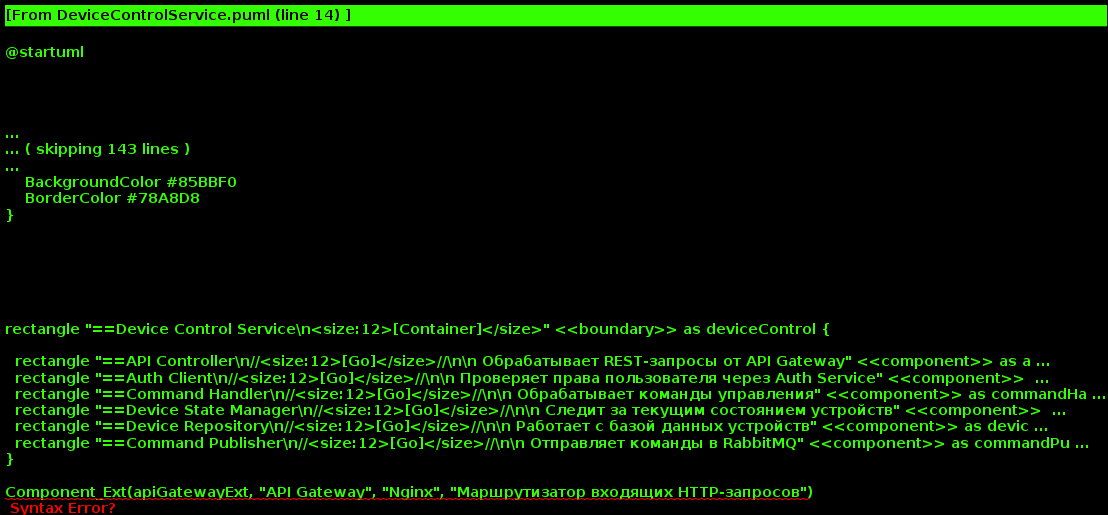 [From DeviceControlService.puml (line 14) ]
@startuml
...
... ( skipping 143 lines )
...
BackgroundColor #85BBF0
BorderColor #78A8D8
}
rectangle "==Device Control Service\n<size:12>[Container]</size>" <<boundary>> as deviceControl {
rectangle "==API Controller\n//<size:12>[Go]</size>//\n\n Обрабатывает REST-запросы от API Gateway" <<component>> as a ...
rectangle "==Auth Client\n//<size:12>[Go]</size>//\n\n Проверяет права пользователя через Auth Service" <<component>> ...
rectangle "==Command Handler\n//<size:12>[Go]</size>//\n\n Обрабатывает команды управления" <<component>> as commandHa ...
rectangle "==Device State Manager\n//<size:12>[Go]</size>//\n\n Следит за текущим состоянием устройств" <<component>> ...
rectangle "==Device Repository\n//<size:12>[Go]</size>//\n\n Работает с базой данных устройств" <<component>> as devic ...
rectangle "==Command Publisher\n//<size:12>[Go]</size>//\n\n Отправляет команды в RabbitMQ" <<component>> as commandPu ...
}
Component_Ext(apiGatewayExt, "API Gateway", "Nginx", "Маршрутизатор входящих HTTP-запросов")
Syntax Error?